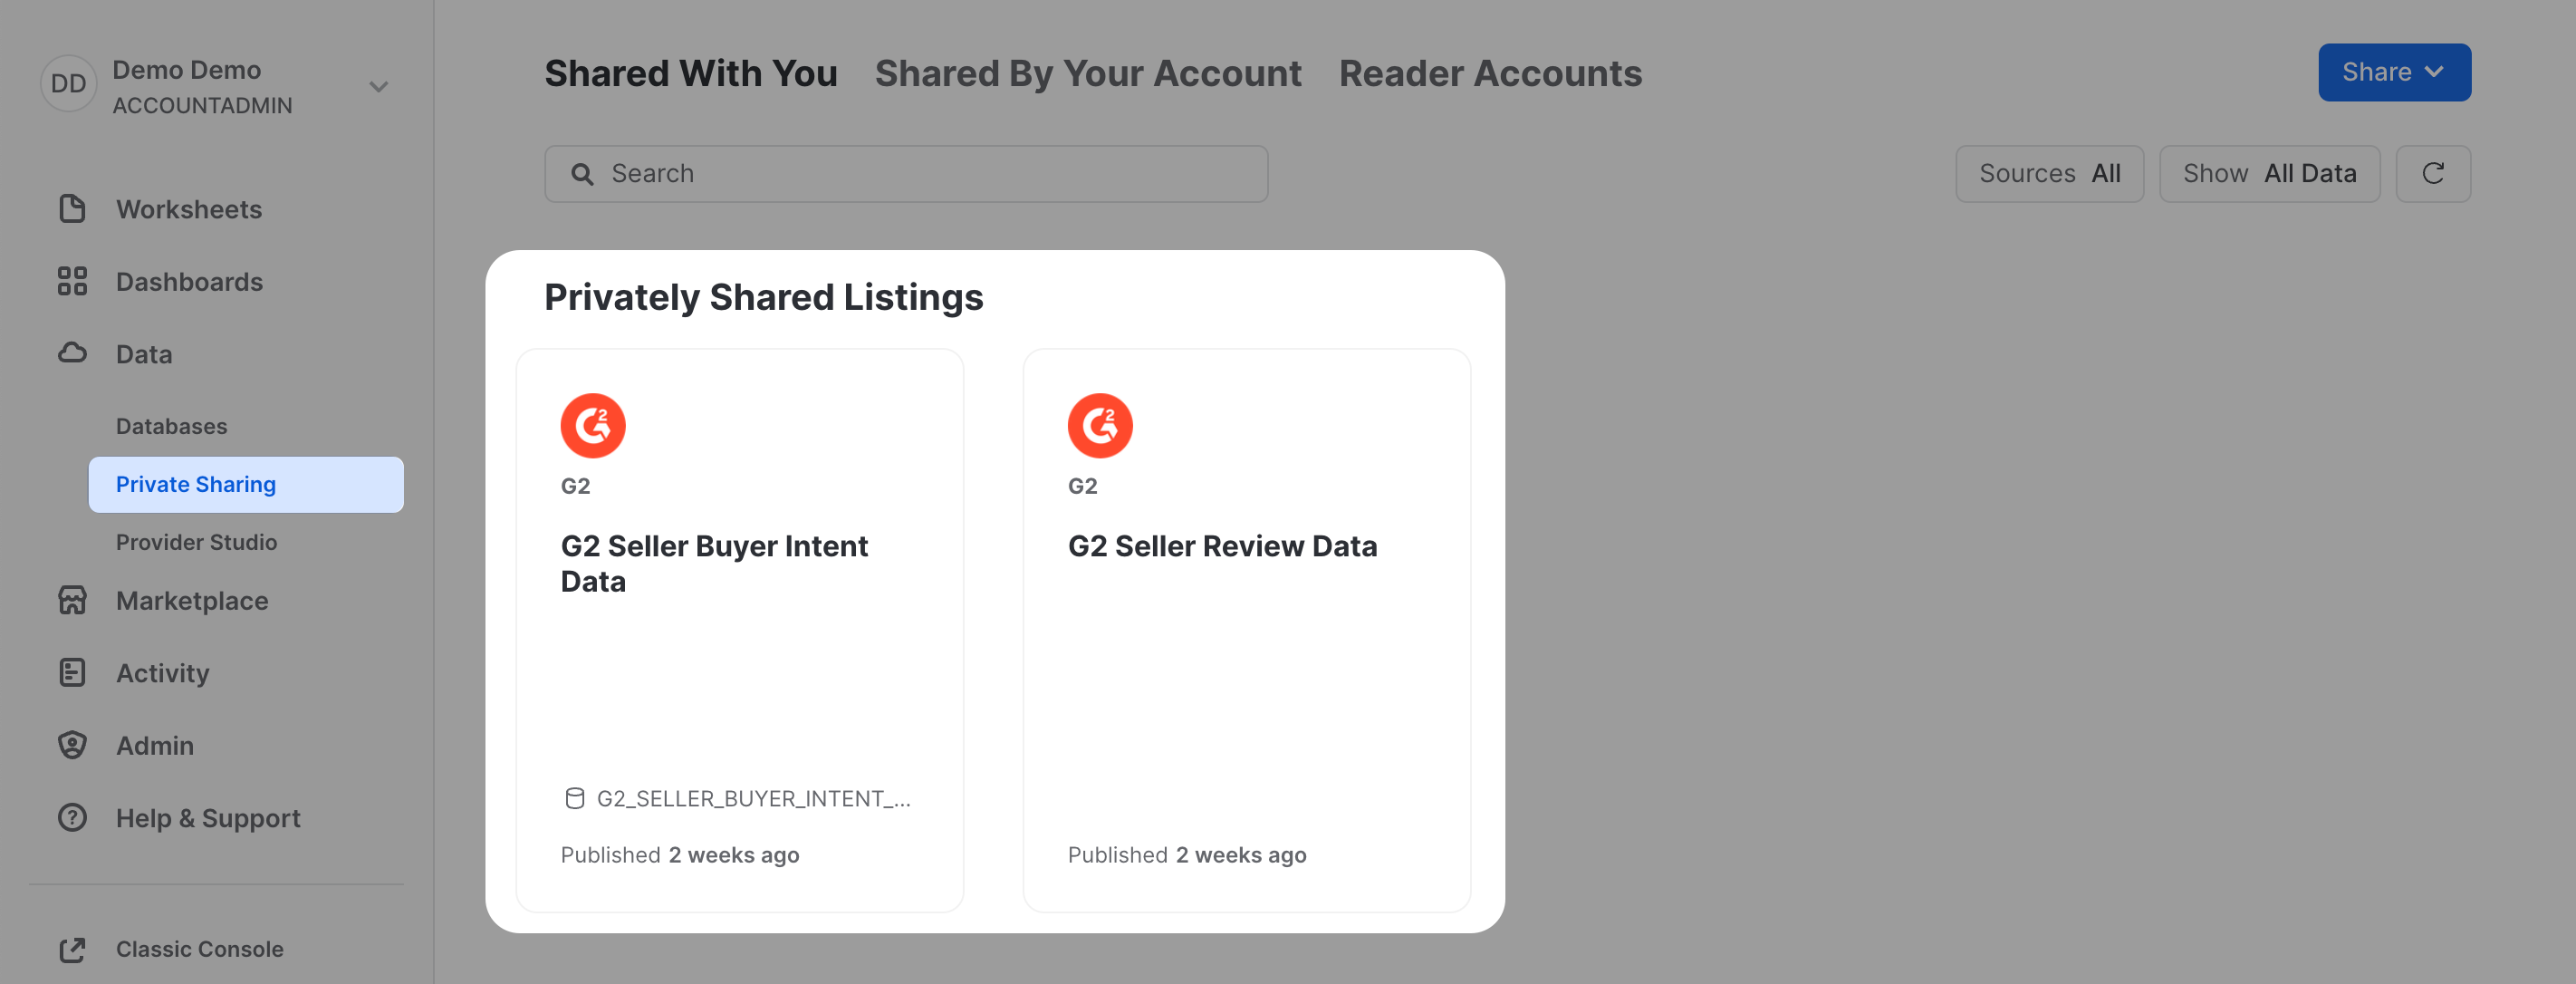 DD
Demo Demo
ACCOUNTADMIN
Worksheets
Dashboards
Data
Databases
Private Sharing
Provider Studio
Marketplace
Activity
Admin
Help & Support
Classic Console
Shared With You Shared By Your Account Reader Accounts
Share
Search
Sources All Show All Data
Privately Shared Listings
G2
G2
G2 Seller Buyer Intent
Data
G2_SELLER_BUYER_INTENT_...
Published 2 weeks ago
G2
G2
G2 Seller Review Data
Published 2 weeks ago